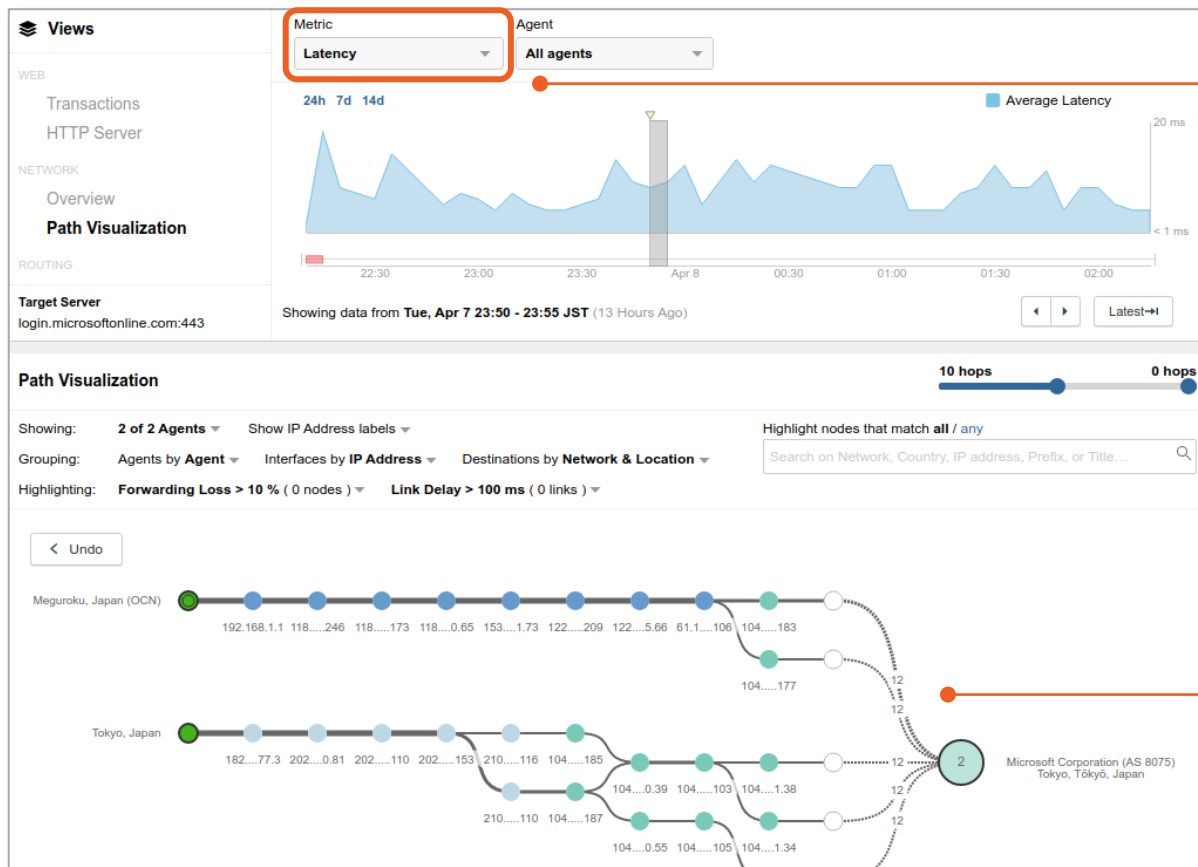 Views
WEB
Transactions
HTTP Server
NETWORK
Overview
Path Visualization
ROUTING
Target Server
login.microsoftonline.com:443
Metric Agent
Latency All agents
24h 7d 14d
Average Latency
20 ms
< 1 ms
22:30 23:00 23:30 Apr 8 00:30 01:00 01:30 02:00
Showing data from Tue, Apr 7 23:50 - 23:55 JST (13 Hours Ago)
Latest
Path Visualization
10 hops 0 hops
Showing: 2 of 2 Agents Show IP Address labels
Highlight nodes that match all / any
Grouping: Agents by Agent Interfaces by IP Address Destinations by Network & Location
Search on Network, Country, IP address, Prefix, or Title...
Highlighting: Forwarding Loss > 10 % ( 0 nodes ) Link Delay > 100 ms ( 0 links )
Undo
Meguroku, Japan (OCN)
192.168.1.1 118.....246 118.....173 118....0.65 153....1.73 122.....209 122....5.66 61.1....106 104.....183
104.....177
12
12
Tokyo, Japan
182....77.3 202....0.81 202.....110 202.....153 210.....116 104.....185
12
2
Microsoft Corporation (AS 8075)
Tokyo, Tōkyō, Japan
104....0.39 104.....103 104....1.38
12
210.....110 104.....187
12
104....0.55 104.....105 104....1.34